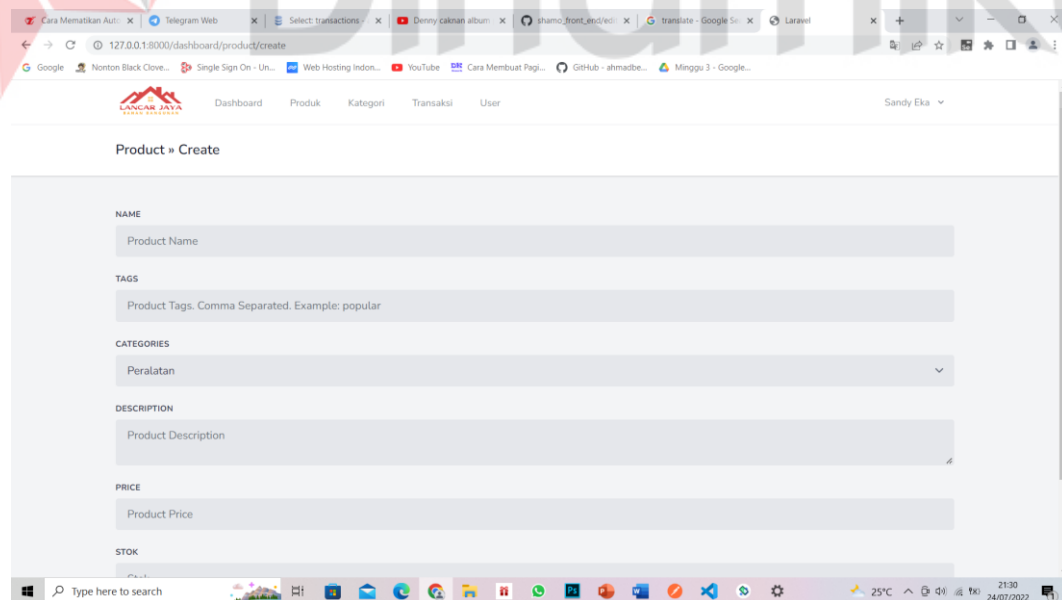 Cara Mematikan Auto
Telegram Web
Select: transactions -
Denny caknan album
shamo_front_end/edi
translate - Google Se
Laravel
127.0.0.1:8000/dashboard/product/create
Google
Nonton Black Clove...
Single Sign On - Un...
Web Hosting Indon...
YouTube
Cara Membuat Pagi...
GitHub - ahmadbe...
Minggu 3 - Google...
LANCAR JAYA
Dashboard
Produk
Kategori
Transaksi
User
Sandy Eka
Product » Create
NAME
Product Name
TAGS
Product Tags. Comma Separated. Example: popular
CATEGORIES
Peralatan
DESCRIPTION
Product Description
PRICE
Product Price
STOK
Stok
Type here to search
25°C
21:30
24/07/2022